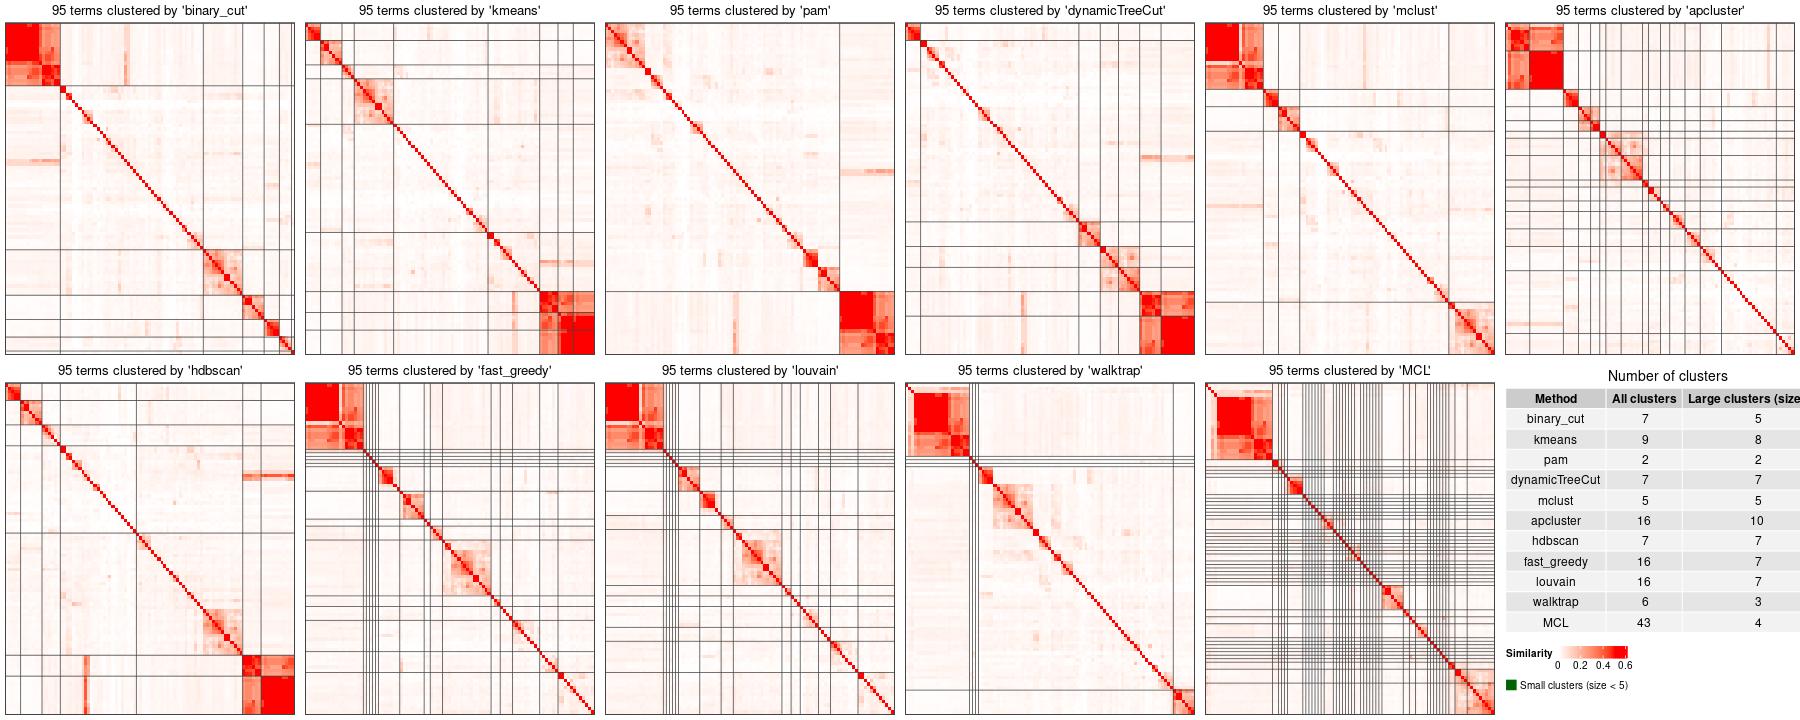 95 terms clustered by 'binary_cut'
95 terms clustered by 'kmeans'
95 terms clustered by 'pam'
95 terms clustered by 'dynamicTreeCut'
95 terms clustered by 'mclust'
95 terms clustered by 'apcluster'
95 terms clustered by 'hdbscan'
95 terms clustered by 'fast_greedy'
95 terms clustered by 'louvain'
95 terms clustered by 'walktrap'
95 terms clustered by 'MCL'
Number of clusters
Method All clusters Large clusters (size
binary_cut 7 5
kmeans 9 8
pam 2 2
dynamicTreeCut 7 7
mclust 5 5
apcluster 16 10
hdbscan 7 7
fast_greedy 16 7
louvain 16 7
walktrap 6 3
MCL 43 4
Similarity
0 0.2 0.4 0.6
Small clusters (size < 5)